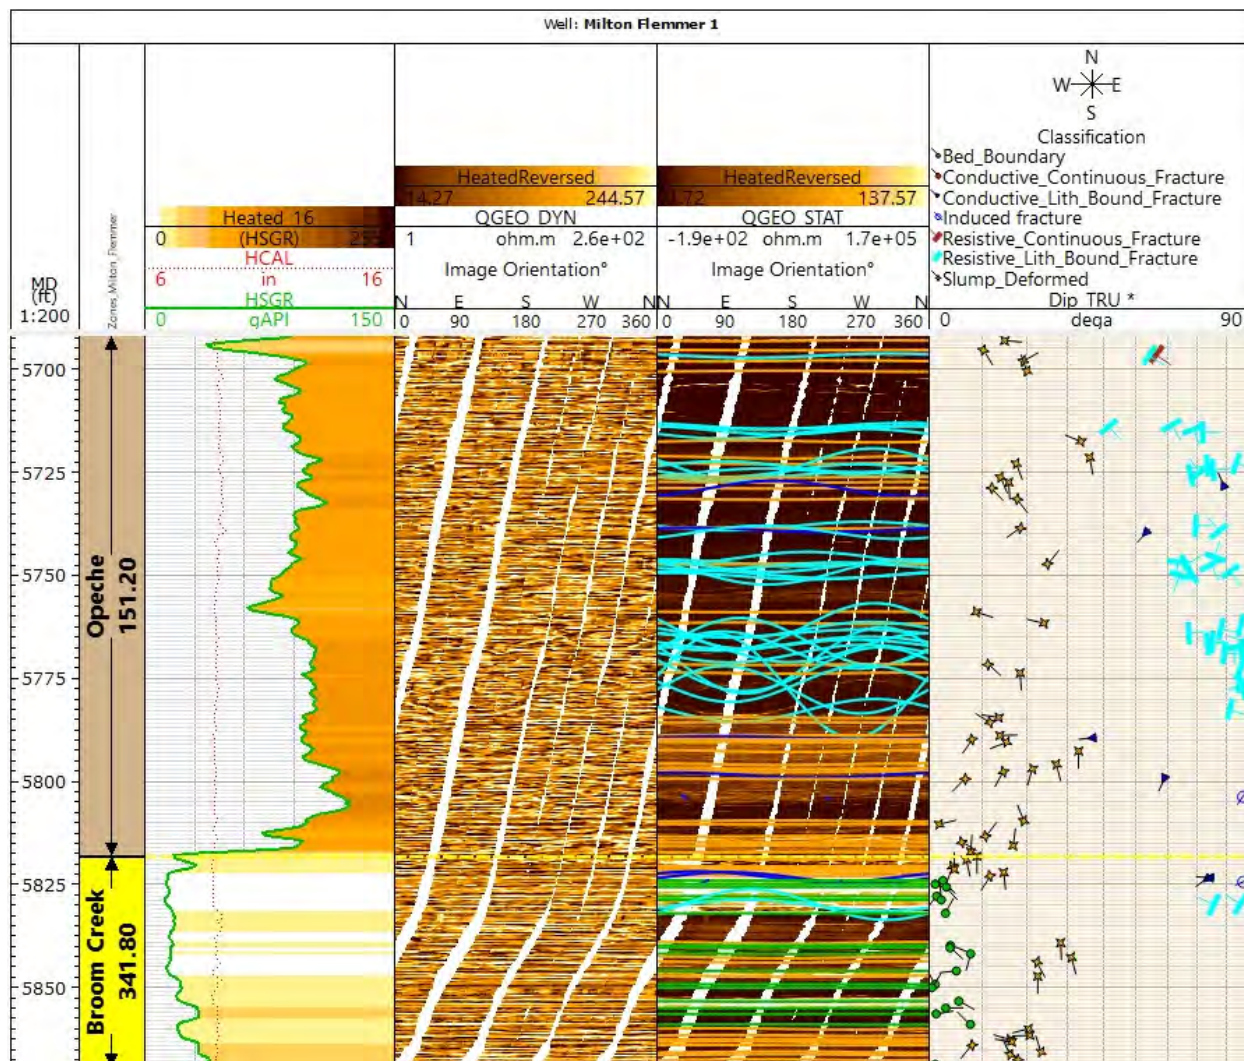 Well: Milton Flemmer 1
N
W E
S
Classification
Bed_Boundary
Conductive_Continuous_Fracture
Conductive_Lith_Bound_Fracture
Induced fracture
Resistive_Continuous_Fracture
Resistive_Lith_Bound_Fracture
Slump_Deformed
Dip_TRU *
0 dega 90
MD
(ft)
1:200
Zones_Milton_Flemmer
Heated_16
0 (HSGR)
HCAL
6 in 16
HSGR
0 gAPI 150
HeatedReversed
14.27 244.57
QGEO_DYN
1 ohm.m 2.6e+02
Image Orientation°
N E S W N
0 90 180 270 360
HeatedReversed
137.57
QGEO_STAT
-1.9e+02 ohm.m 1.7e+05
Image Orientation°
N E S W N
0 90 180 270 360
5700
5725
5750
5775
5800
5825
5850
Opeche
151.20
Broom Creek
341.80